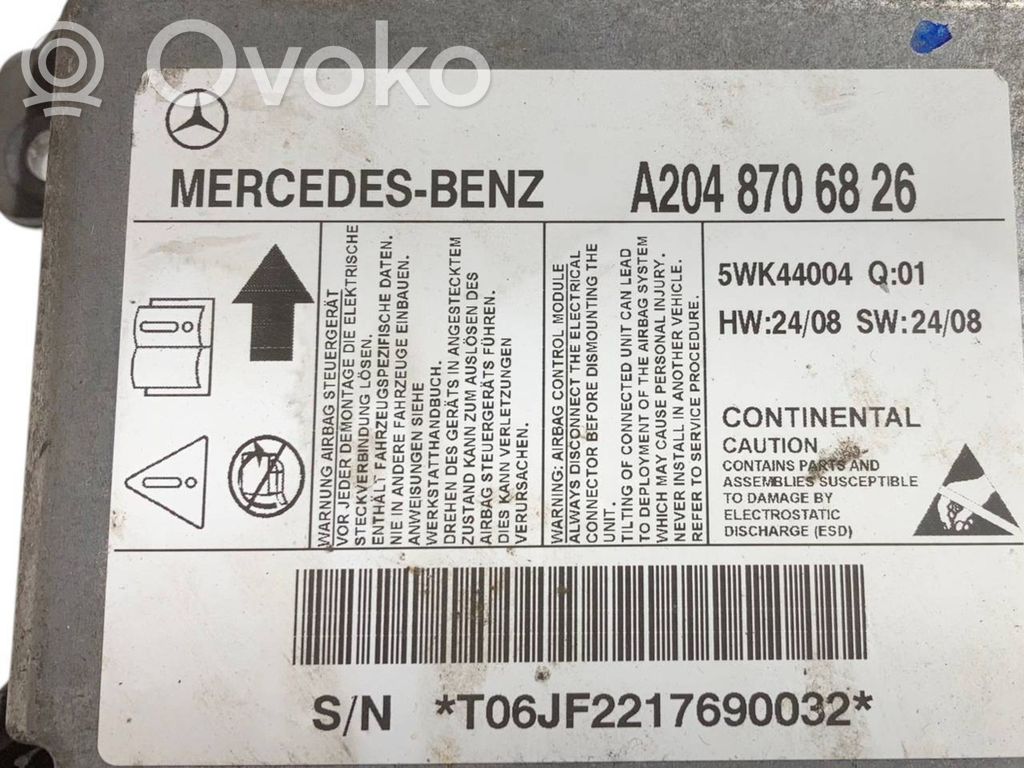 Ovoko
MERCEDES-BENZ
A204 870 68 26
WARNUNG AIRBAG STEUERGERÄT
VOR JEDER DEMONTAGE DIE ELEKTRISCHE
STECKVERBINDUNG LÖSEN.
ENTHÄLT FAHRZEUGSPEZIFISCHE DATEN.
NIE IN ANDERE FAHRZEUGE EINBAUEN.
ANWEISUNGEN SIEHE
WERKSTATTHANDBUCH.
DREHEN DES GERÄTS IN ANGESTECKTEM
ZUSTAND KANN ZUM AUSLÖSEN DES
AIRBAG STEUERGERÄTS FÜHREN.
DIES KANN VERLETZUNGEN
VERURSACHEN.
WARNING: AIRBAG CONTROL MODULE
ALWAYS DISCONNECT THE ELECTRICAL
CONNECTOR BEFORE DISMOUNTING THE
UNIT.
TILTING OF CONNECTED UNIT CAN LEAD
TO DEPLOYMENT OF THE AIRBAG SYSTEM
WHICH MAY CAUSE PERSONAL INJURY.
NEVER INSTALL IN ANOTHER VEHICLE.
REFER TO SERVICE PROCEDURE.
5WK44004 Q:01
HW:24/08 SW:24/08
CONTINENTAL
CAUTION
CONTAINS PARTS AND
ASSEMBLIES SUSCEPTIBLE
TO DAMAGE BY
ELECTROSTATIC
DISCHARGE (ESD)
S/N *T06JF2217690032*